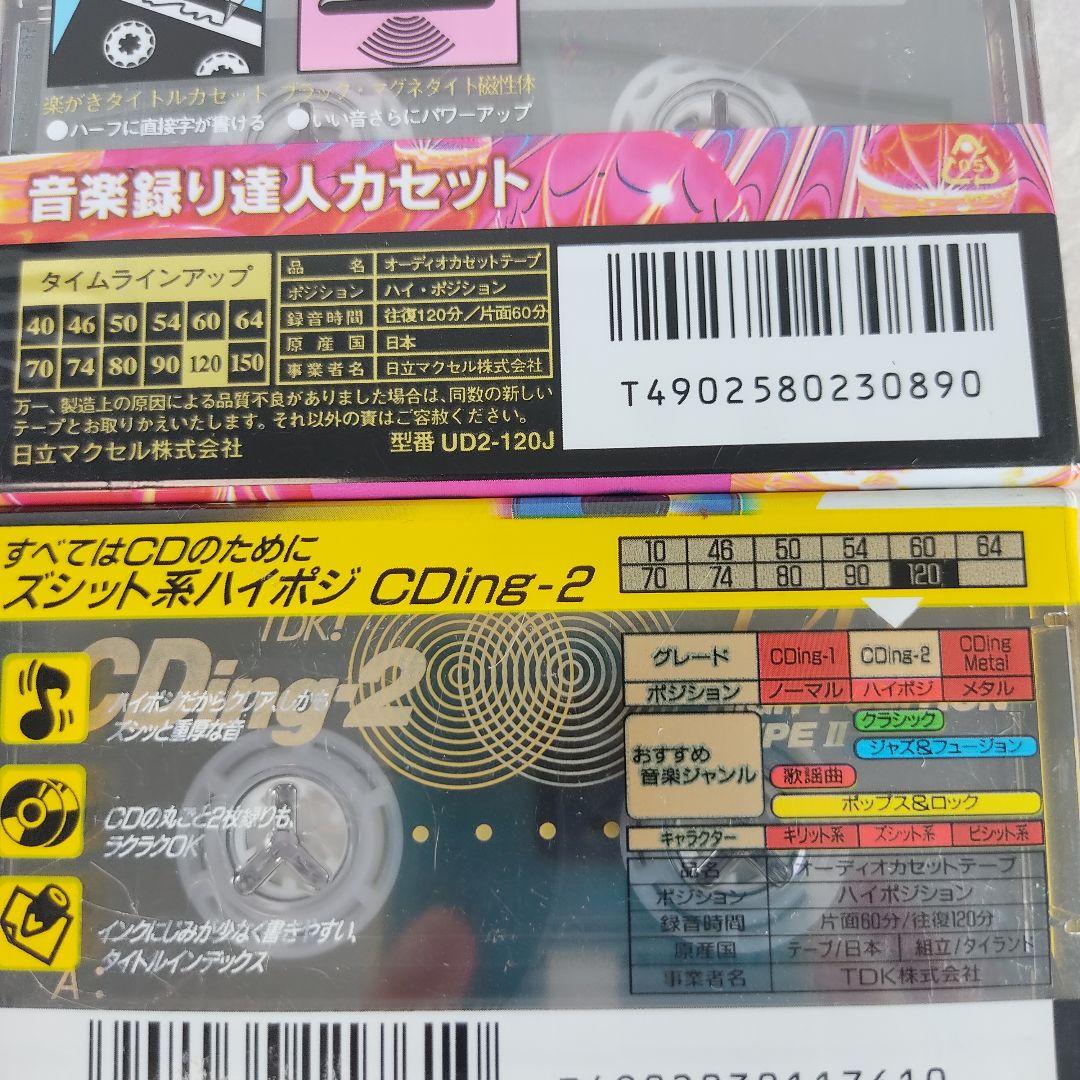 楽がきタイトルカセット ブラック・マグネタイト磁性体
●ハーフに直接字が書ける ●いい音さらにパワーアップ
音楽録り達人カセット
タイムラインアップ
40 46 50 54 60 64
70 74 80 90 120 150
品名 オーディオカセットテープ
ポジション ハイ・ポジション
録音時間 往復120分/片面60分
原産国 日本
事業者名 日立マクセル株式会社
万一、製造上の原因による品質不良がありました場合は、同数の新しい
テープとお取りかえいたします。それ以外の責はご容赦ください。
日立マクセル株式会社 型番 UD2-120J
T4902580230890
すべてはCDのために
ズシット系ハイポジ CDing-2
10 46 50 54 60 64
70 74 80 90 120
TDK!
CDing-2
ハイポジだからクリア、しかも
ズシッと重厚な音
CDの丸ごと2枚録りも、
ラクラクOK
インクにじみが少なく書きやすい、
タイトルインデックス
A
グレード CDing-1 CDing-2 CDing Metal
ポジション ノーマル ハイポジ メタル
おすすめ
音楽ジャンル
クラシック
ジャズ&フュージョン
歌謡曲
ポップス&ロック
キャラクター キリット系 ズシット系 ビシット系
品名 オーディオカセットテープ
ポジション ハイポジション
録音時間 片面60分/往復120分
原産国 テープ/日本 組立/タイランド
事業者名 TDK株式会社